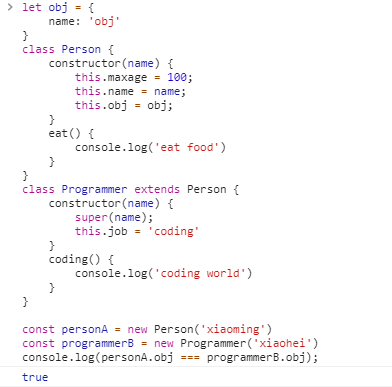 > let obj = {
    name: 'obj'
}
class Person {
    constructor(name) {
        this.maxage = 100;
        this.name = name;
        this.obj = obj;
    }
    eat() {
        console.log('eat food')
    }
}
class Programmer extends Person {
    constructor(name) {
        super(name);
        this.job = 'coding'
    }
    coding() {
        console.log('coding world')
    }
}

const personA = new Person('xiaoming')
const programmerB = new Programmer('xiaohei')
console.log(personA.obj === programmerB.obj);
true